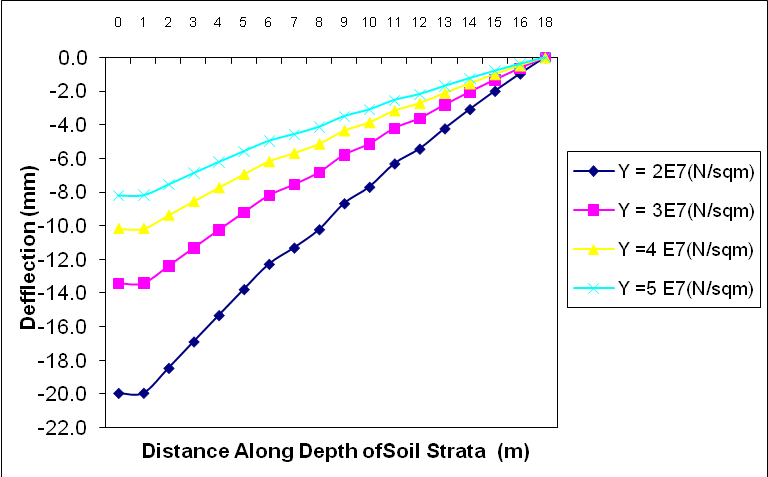 0 1 2 3 4 5 6 7 8 9 10 11 12 13 14 15 16 18
0.0
-2.0
-4.0
-6.0
-8.0
-10.0
-12.0
-14.0
-16.0
-18.0
-20.0
-22.0
Defflection (mm)
Distance Along Depth ofSoil Strata (m)
Y = 2E7(N/sqm)
Y = 3E7(N/sqm)
Y =4 E7(N/sqm)
Y =5 E7(N/sqm)